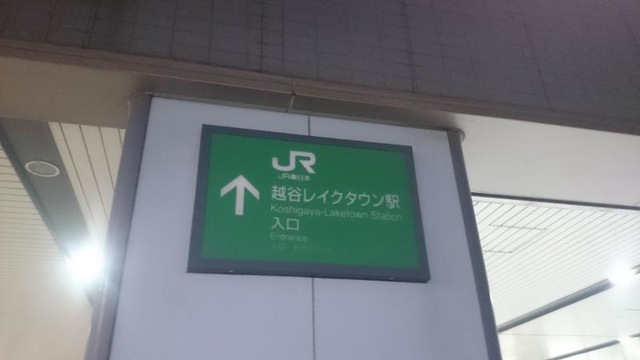 JR
JR東日本
越谷レイクタウン駅
Koshigaya-Laketown Station
入口
Entrance